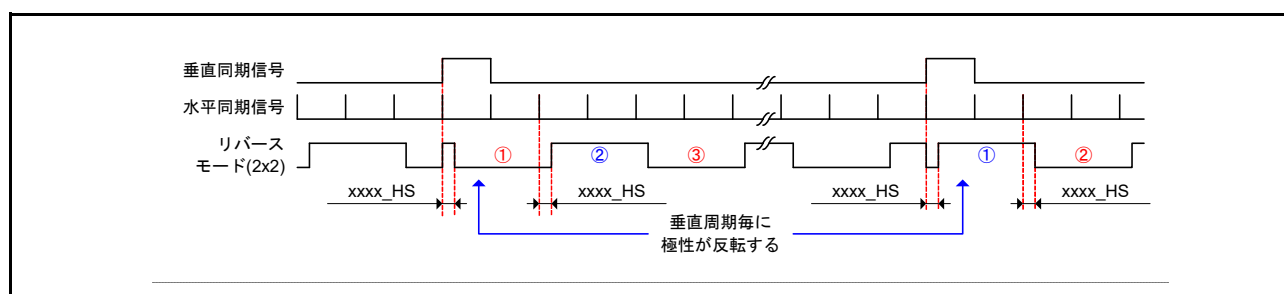 垂直同期信号
水平同期信号
リバース
モード(2x2)
① ② ③ ① ②
xxxx_HS xxxx_HS xxxx_HS xxxx_HS
垂直周期毎に
極性が反転する